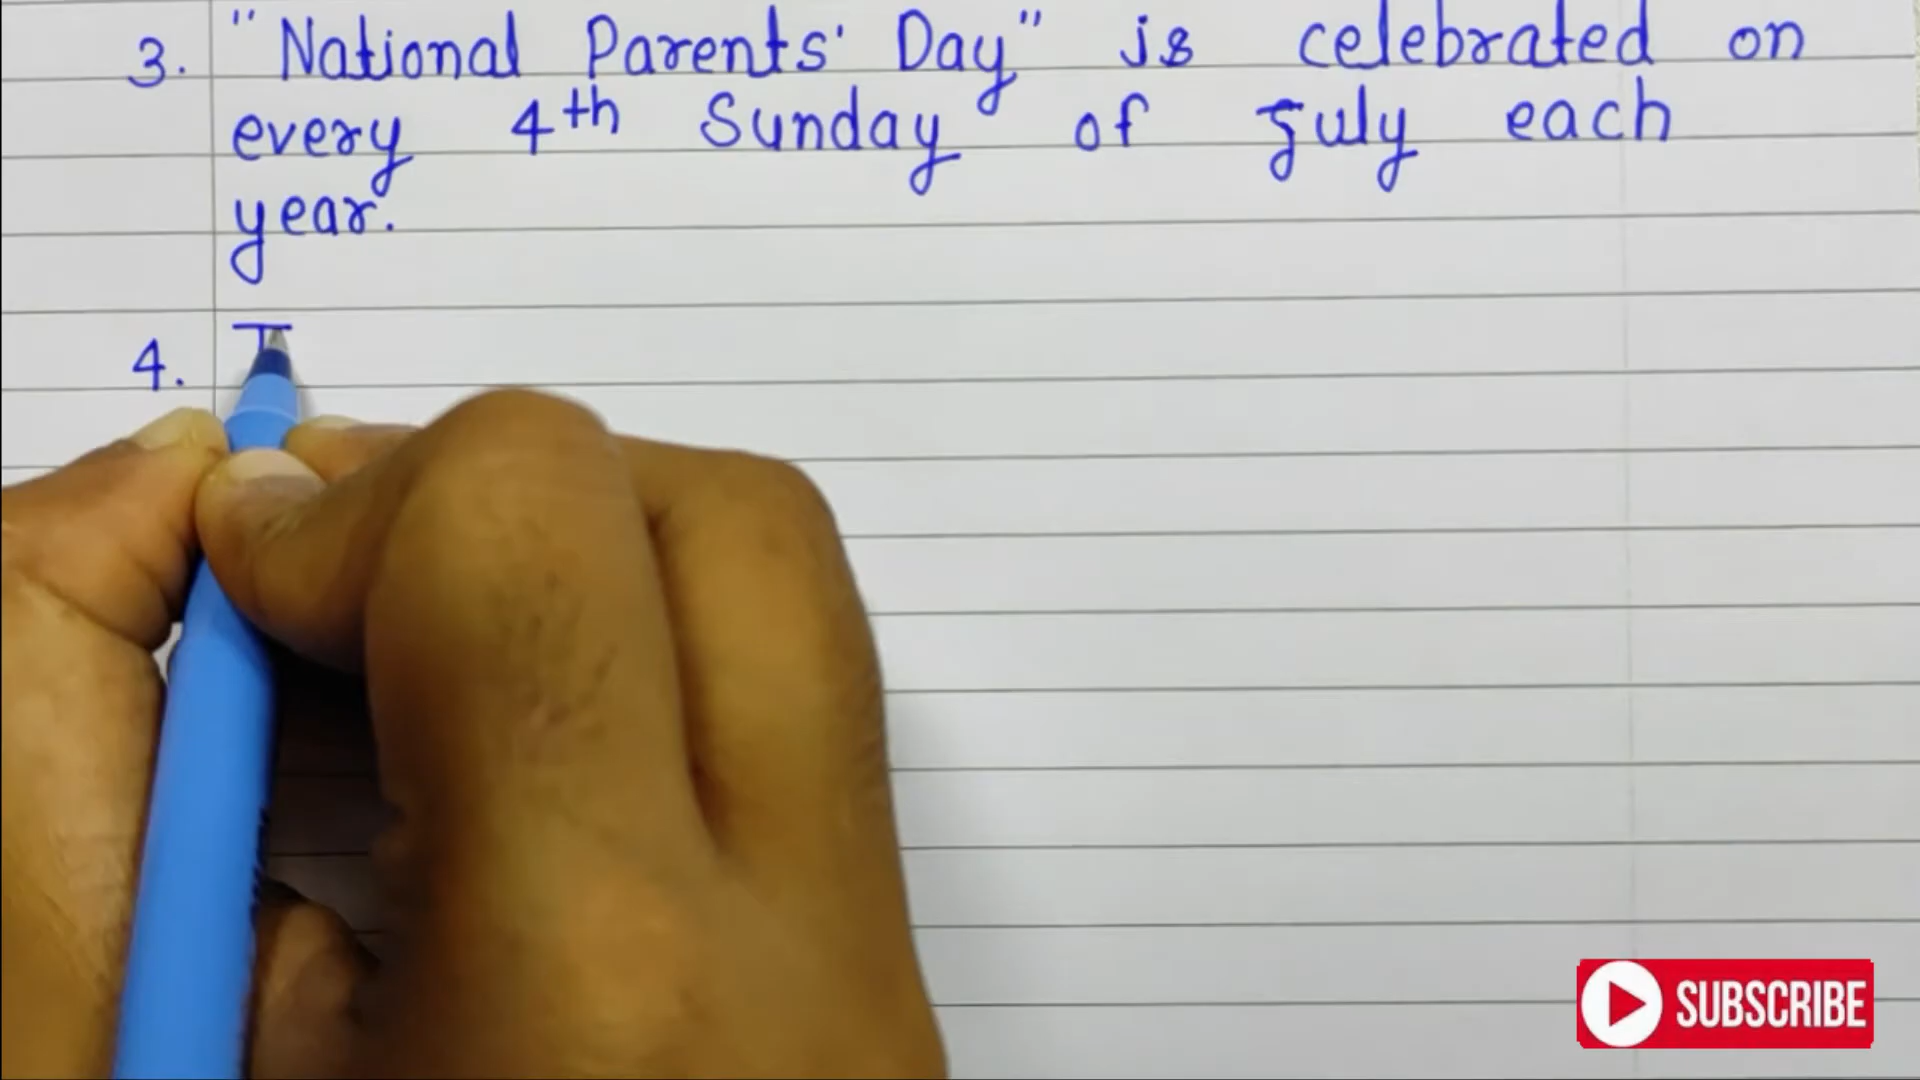 3. "National Parents' Day" is celebrated on
every 4th Sunday of July each
year.
4. T
SUBSCRIBE